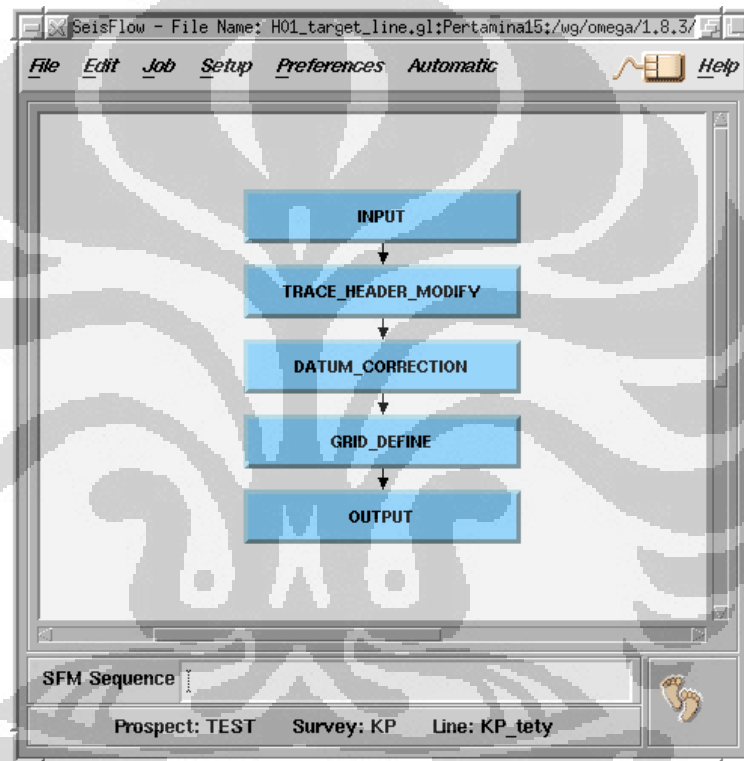 SeisFlow - File Name: H01_target_line.gl:Pertamina15:/wg/omega/1.8.3/
File Edit Job Setup Preferences Automatic Help
INPUT
TRACE_HEADER_MODIFY
DATUM_CORRECTION
GRID_DEFINE
OUTPUT
SFM Sequence
Prospect: TEST Survey: KP Line: KP_tety